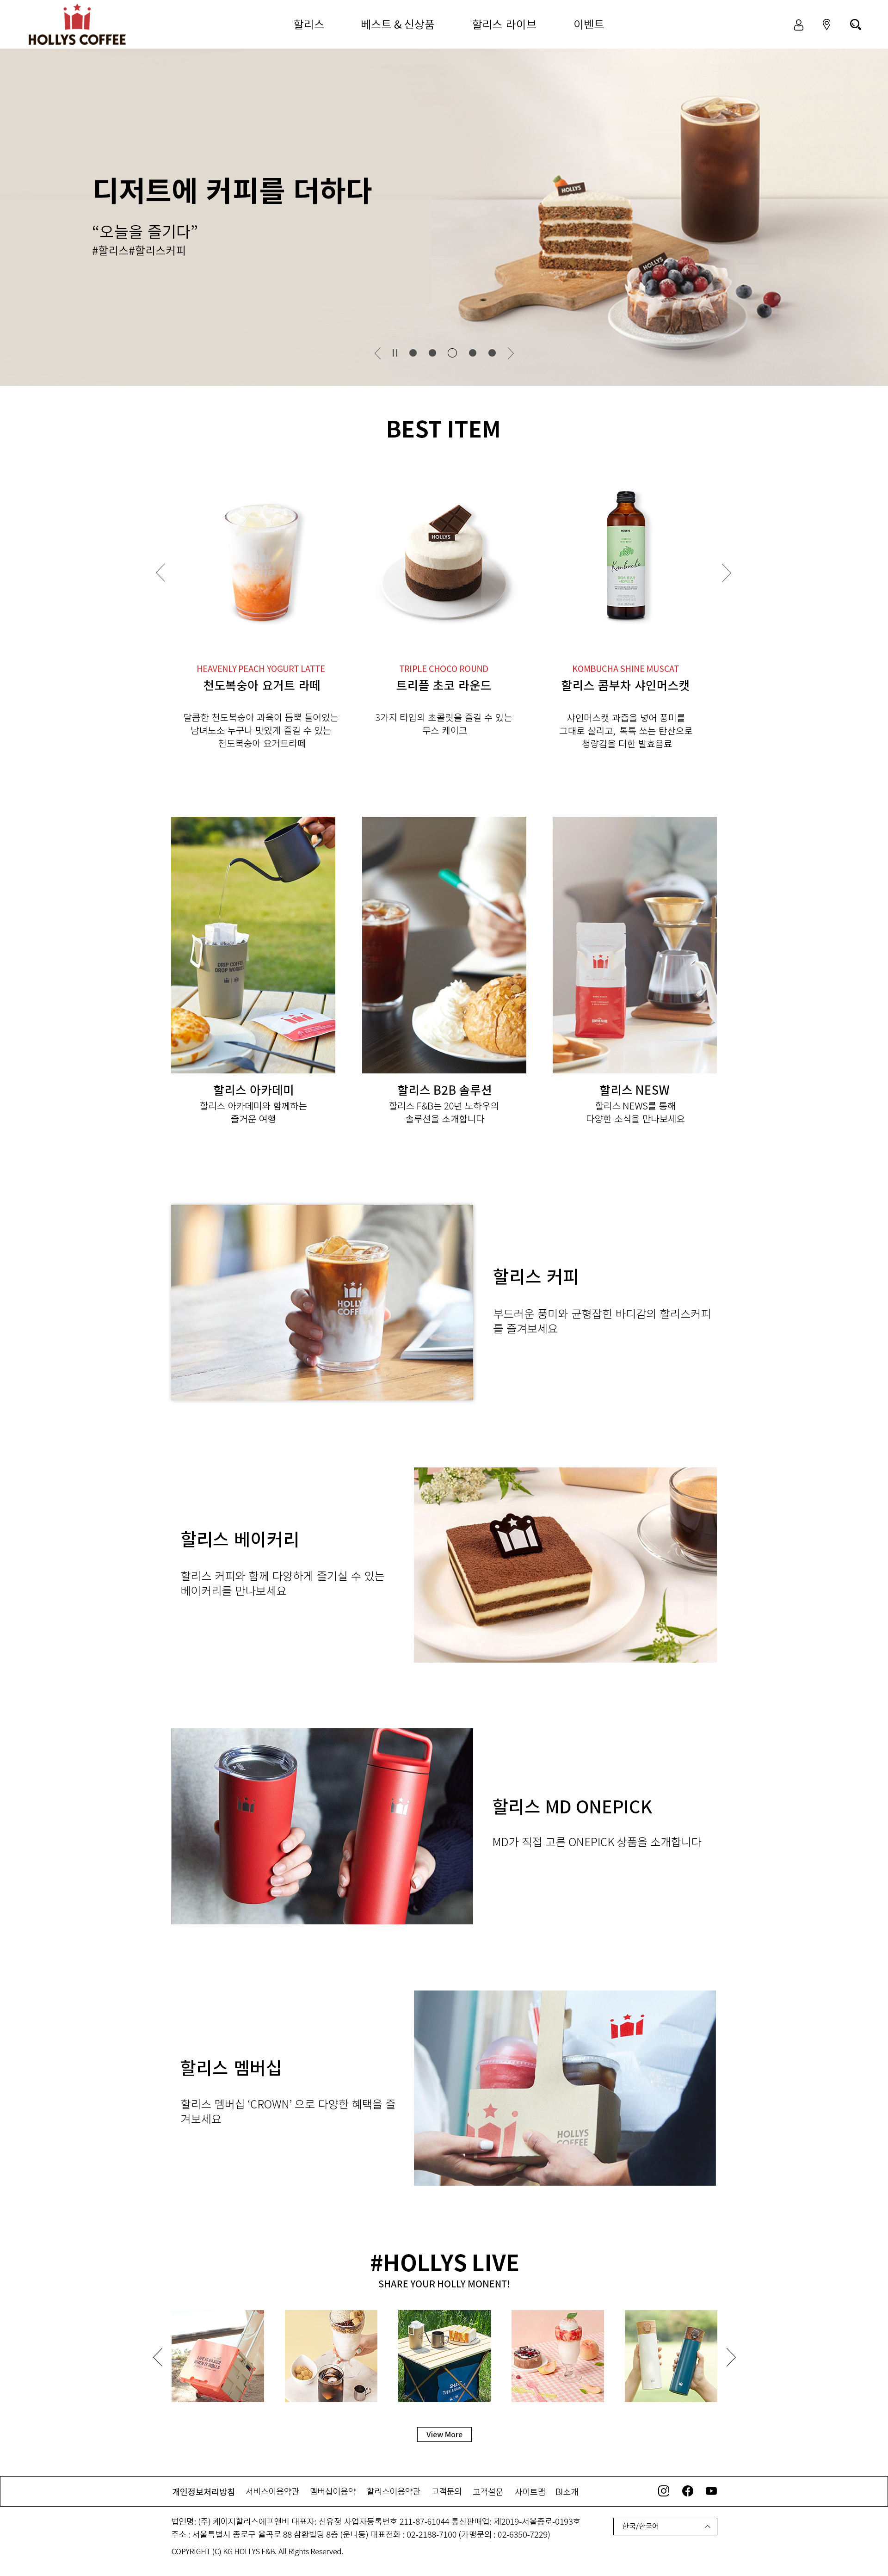 HOLLYS COFFEE
할리스 베스트 & 신상품 할리스 라이브 이벤트
디저트에 커피를 더하다
“오늘을 즐기다”
#할리스#할리스커피
HOLLYS
HOLLYS
BEST ITEM
HOLLYS
Kombucha
HEAVENLY PEACH YOGURT LATTE
천도복숭아 요거트 라떼
달콤한 천도복숭아 과육이 듬뿍 들어있는
남녀노소 누구나 맛있게 즐길 수 있는
천도복숭아 요거트라떼
TRIPLE CHOCO ROUND
트리플 초코 라운드
3가지 타입의 초콜릿을 즐길 수 있는
무스 케이크
KOMBUCHA SHINE MUSCAT
할리스 콤부차 샤인머스캣
샤인머스캣 과즙을 넣어 풍미를
그대로 살리고, 톡톡 쏘는 탄산으로
청량감을 더한 발효음료
DROP COFFEE
할리스 아카데미
할리스 아카데미와 함께하는
즐거운 여행
할리스 B2B 솔루션
할리스 F&B는 20년 노하우의
솔루션을 소개합니다
할리스 NESW
할리스 NEWS를 통해
다양한 소식을 만나보세요
HOLLYS
COFFEE
할리스 커피
부드러운 풍미와 균형잡힌 바디감의 할리스커피
를 즐겨보세요
할리스 베이커리
할리스 커피와 함께 다양하게 즐기실 수 있는
베이커리를 만나보세요
할리스 MD ONEPICK
MD가 직접 고른 ONEPICK 상품을 소개합니다
할리스 멤버십
할리스 멤버십 ‘CROWN’ 으로 다양한 혜택을 즐
겨보세요
HOLLYS
COFFEE
#HOLLYS LIVE
SHARE YOUR HOLLY MONENT!
View More
개인정보처리방침 서비스이용약관 멤버십이용약 할리스이용약관 고객문의 고객설문 사이트맵 BI소개
법인명: (주) 케이지할리스에프앤비 대표자: 신유정 사업자등록번호 211-87-61044 통신판매업: 제2019-서울종로-0193호
주소 : 서울특별시 종로구 율곡로 88 삼환빌딩 8층 (운니동) 대표전화 : 02-2188-7100 (가맹문의 : 02-6350-7229)
한국/한국어
COPYRIGHT (C) KG HOLLYS F&B. All Rights Reserved.